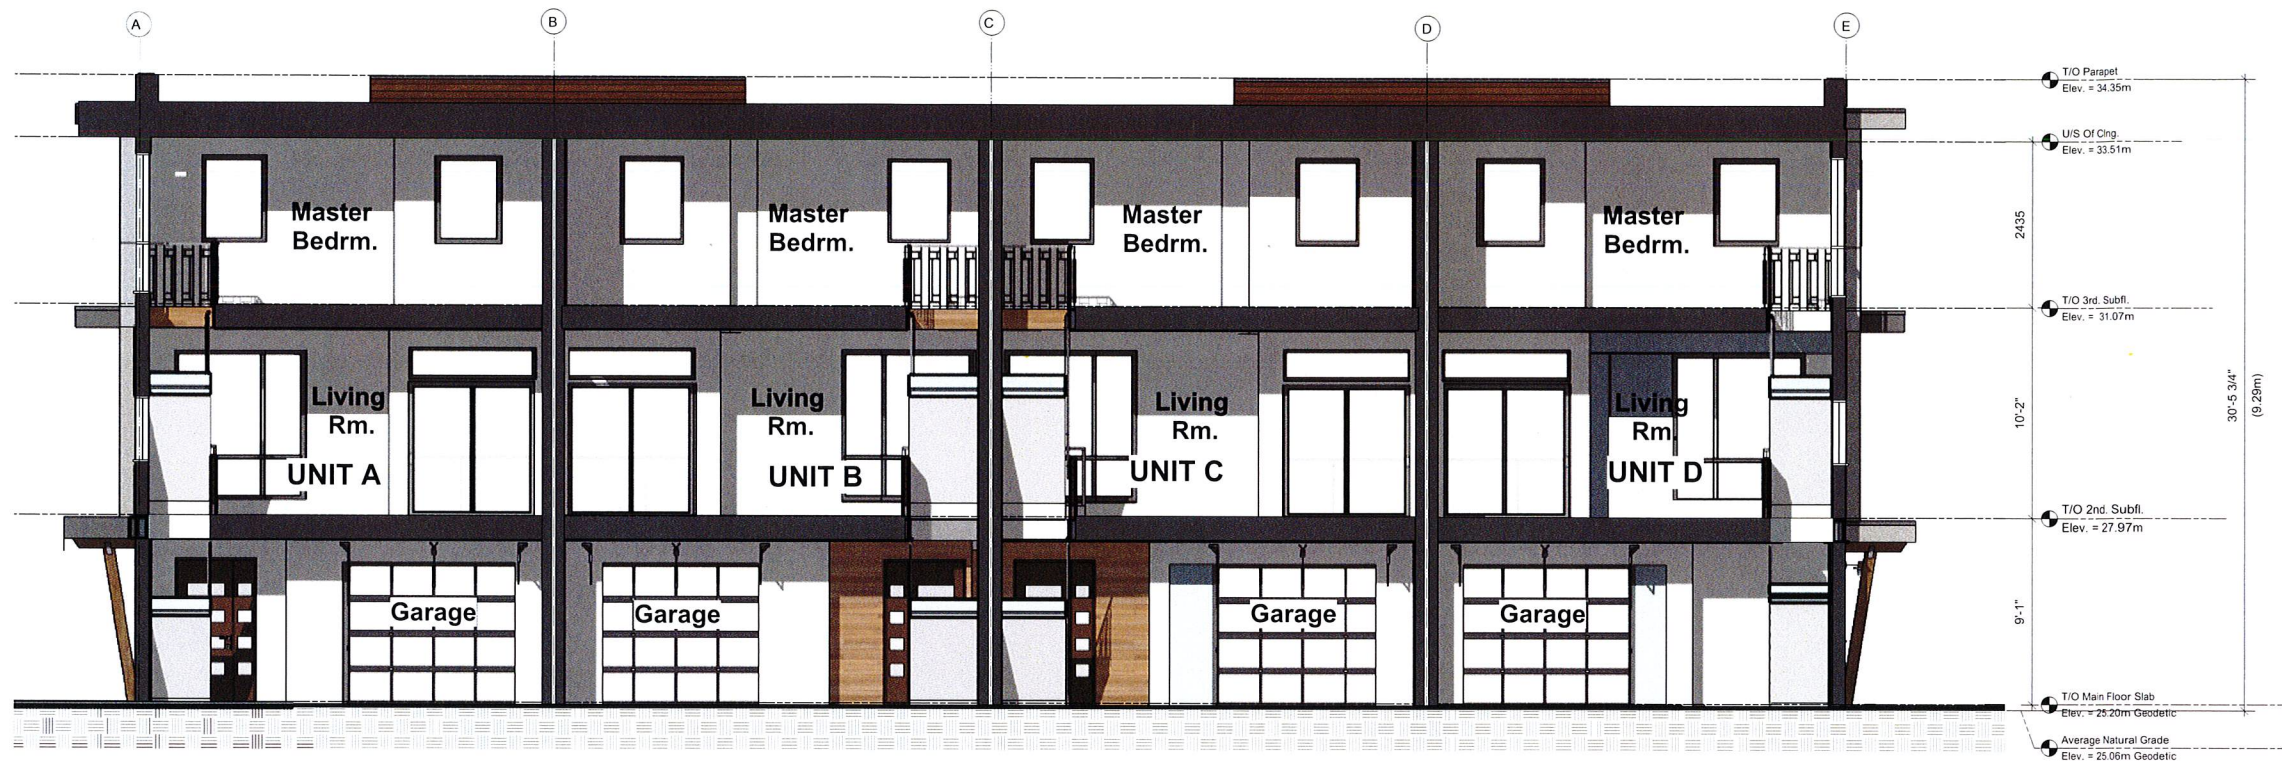 A
B
C
D
E
T/O Parapet
Elev. = 34.35m
U/S Of Clng.
Elev. = 33.51m
Master
Bedrm.
Master
Bedrm.
Master
Bedrm.
Master
Bedrm.
2435
T/O 3rd. Subfl.
Elev. = 31.07m
Living
Rm.
UNIT A
Living
Rm.
UNIT B
Living
Rm.
UNIT C
Living
Rm.
UNIT D
10'-2"
30'-5 3/4"
(9.29m)
T/O 2nd. Subfl.
Elev. = 27.97m
Garage
Garage
Garage
Garage
9'-1"
T/O Main Floor Slab
Elev. = 25.20m Geodetic
Average Natural Grade
Elev. = 25.06m Geodetic